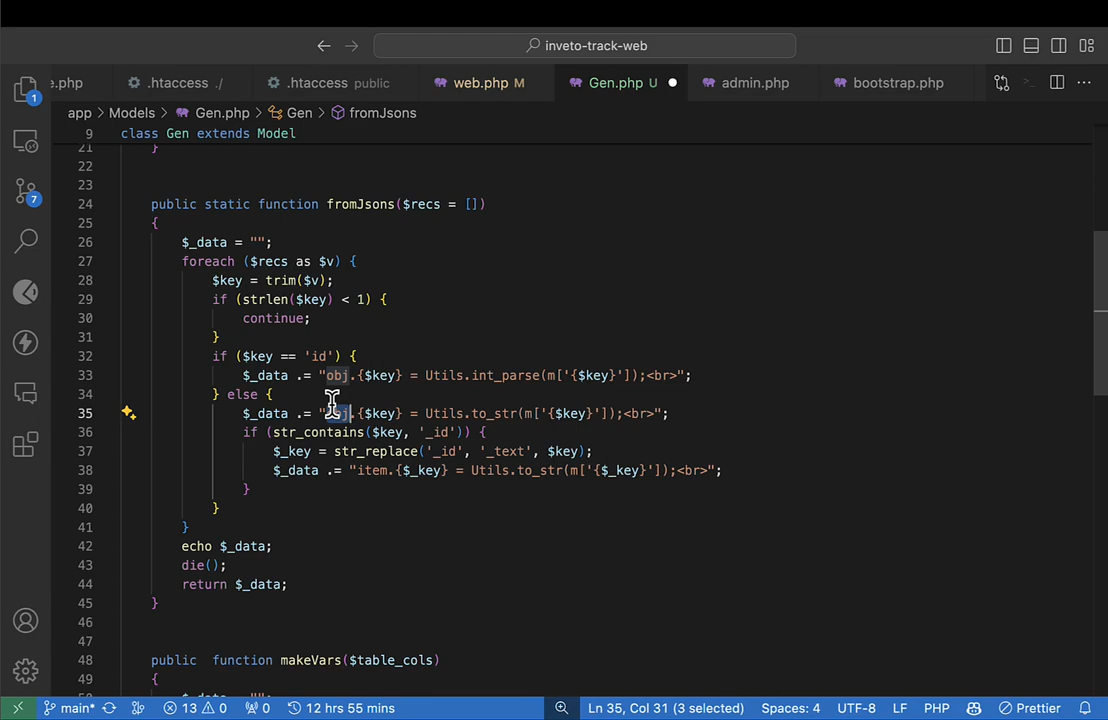 inveto-track-web
e.php .htaccess ./ .htaccess public web.php M Gen.php U admin.php bootstrap.php
app > Models > Gen.php > Gen > fromJsons
9 class Gen extends Model
21 }
22
23
24 public static function fromJsons($recs = [])
25 {
26 $_data = "";
27 foreach ($recs as $v) {
28 $key = trim($v);
29 if (strlen($key) < 1) {
30 continue;
31 }
32 if ($key == 'id') {
33 $_data .= "obj.{$key} = Utils.int_parse(m['{$key}']);<br>";
34 } else {
35 $_data .= "obj.{$key} = Utils.to_str(m['{$key}']);<br>";
36 if (str_contains($key, '_id')) {
37 $_key = str_replace('_id', '_text', $key);
38 $_data .= "item.{$_key} = Utils.to_str(m['{$_key}']);<br>";
39 }
40 }
41 }
42 echo $_data;
43 die();
44 return $_data;
45 }
46
47
48 public function makeVars($table_cols)
49 {
1
7
main* 13 0 0 12 hrs 55 mins Ln 35, Col 31 (3 selected) Spaces: 4 UTF-8 LF PHP Prettier